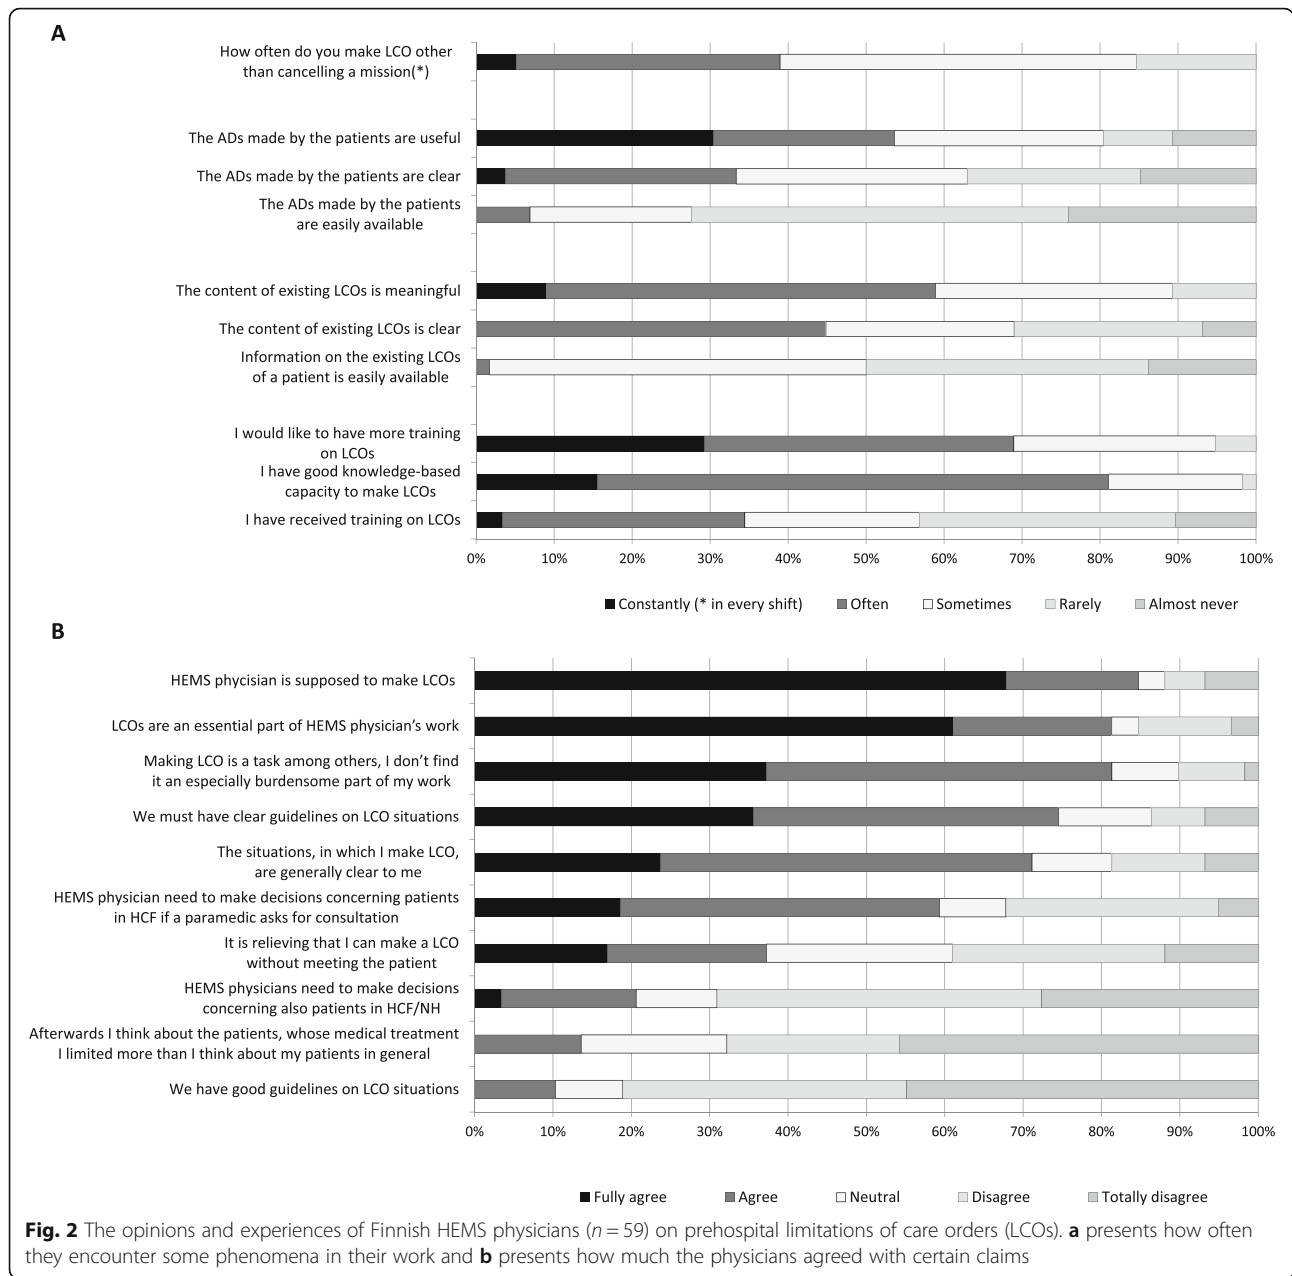 A
How often do you make LCO other
than cancelling a mission(*)
The ADs made by the patients are useful
The ADs made by the patients are clear
The ADs made by the patients
are easily available
The content of existing LCOs is meaningful
The content of existing LCOs is clear
Information on the existing LCOs
of a patient is easily available
I would like to have more training
on LCOs
I have good knowledge-based
capacity to make LCOs
I have received training on LCOs
0% 10% 20% 30% 40% 50% 60% 70% 80% 90% 100%
Constantly (* in every shift) Often Sometimes Rarely Almost never
B
HEMS phycisian is supposed to make LCOs
LCOs are an essential part of HEMS physician's work
Making LCO is a task among others, I don't find
it an especially burdensome part of my work
We must have clear guidelines on LCO situations
The situations, in which I make LCO,
are generally clear to me
HEMS physician need to make decisions concerning patients
in HCF if a paramedic asks for consultation
It is relieving that I can make a LCO
without meeting the patient
HEMS physicians need to make decisions
concerning also patients in HCF/NH
Afterwards I think about the patients, whose medical treatment
I limited more than I think about my patients in general
We have good guidelines on LCO situations
0% 10% 20% 30% 40% 50% 60% 70% 80% 90% 100%
Fully agree Agree Neutral Disagree Totally disagree
Fig. 2 The opinions and experiences of Finnish HEMS physicians (n = 59) on prehospital limitations of care orders (LCOs). a presents how often
they encounter some phenomena in their work and b presents how much the physicians agreed with certain claims